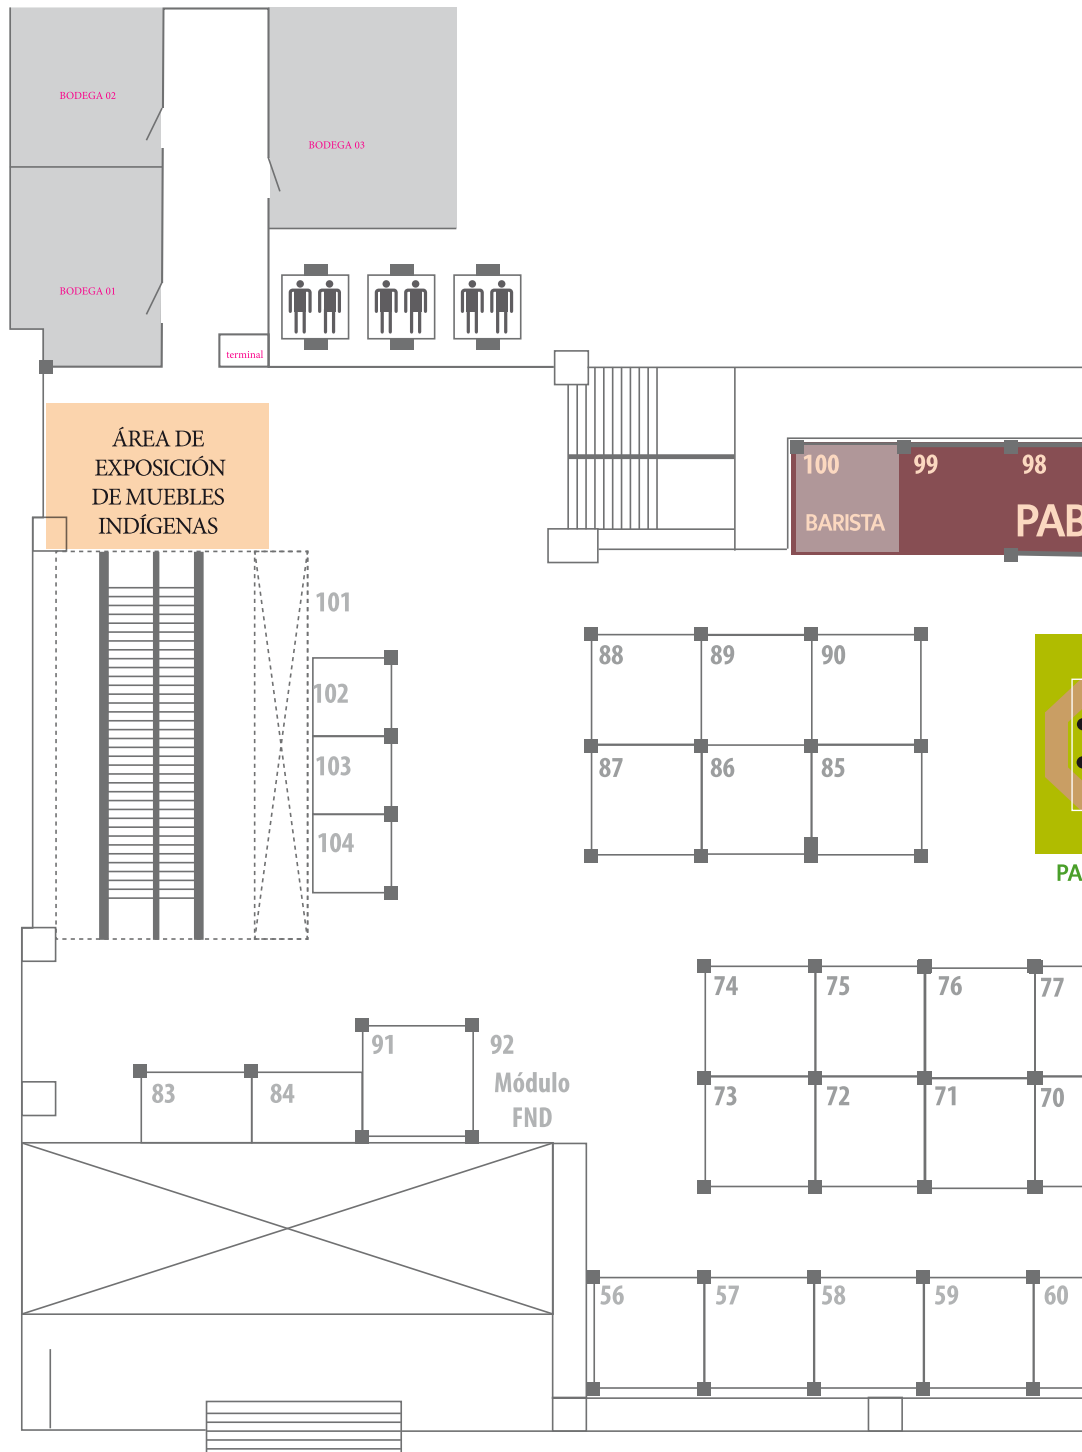 BODEGA 02
BODEGA 03
BODEGA 01
terminal
ÁREA DE
EXPOSICIÓN
DE MUEBLES
INDÍGENAS
100
99
98
BARISTA
PAB
101
102
103
104
88
89
90
87
86
85
PA
74
75
76
77
73
72
71
70
91
92
83
84
Módulo
FND
56
57
58
59
60